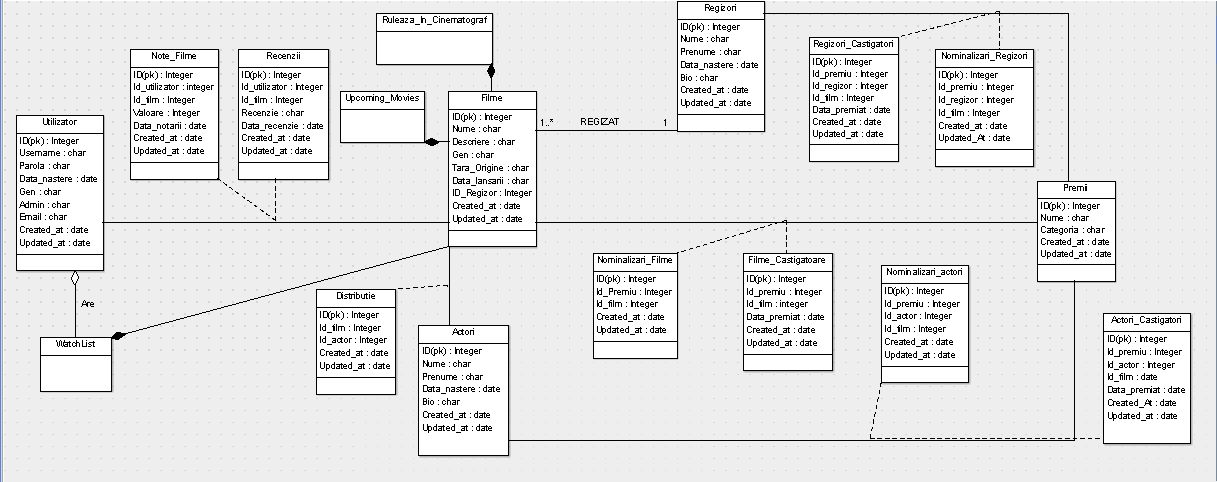 Ruleaza_In_Cinematograf
Regizori
ID(pk) : Integer
Nume : char
Prenume : char
Data_nastere : date
Bio : char
Created_at : date
Updated_at : date
Regizori_Castigatori
ID(pk) : Integer
Id_premiu : Integer
Id_regizor : Integer
Id_film : Integer
Data_premiat : date
Created_at : date
Updated_at : date
Nominalizari_Regizori
ID(pk) : Integer
Id_premiu : Integer
Id_regizor : Integer
Id_film : Integer
Created_at : date
Updated_At : date
Note_Filme
ID(pk) : Integer
Id_utilizator : integer
Id_film : Integer
Valoare : Integer
Data_notarii : date
Created_at : date
Updated_at : date
Recenzii
ID(pk) : Integer
Id_utilizator : Integer
Id_film : Integer
Recenzie : char
Data_recenzie : date
Created_at : date
Updated_at : date
Upcoming_Movies
Filme
ID(pk) : Integer
Nume : char
Descriere : char
Gen : char
Tara_Origine : char
Data_lansarii : char
ID_Regizor : Integer
Created_at : date
Updated_at : date
1..* REGIZAT 1
Utilizator
ID(pk) : Integer
Username : char
Parola : char
Data_nastere : date
Gen : char
Admin : char
Email : char
Created_at : date
Updated_at : date
Premii
ID(pk) : Integer
Nume : char
Categoria : char
Created_at : date
Updated_at : date
Are
WatchList
Distributie
ID(pk) : Integer
Id_film : Integer
Id_actor : Integer
Created_at : date
Updated_at : date
Actori
ID(pk) : Integer
Nume : char
Prenume : char
Data_nastere : date
Bio : char
Created_at : date
Updated_at : date
Nominalizari_Filme
ID(pk) : Integer
Id_Premiu : Integer
Id_film : Integer
Created_at : date
Updated_at : date
Filme_Castigatoare
ID(pk) : Integer
Id_premiu : Integer
Id_film : integer
Data_premiat : date
Created_at : date
Updated_at : date
Nominalizari_actori
ID(pk) : Integer
Id_premiu : Integer
Id_actor : Integer
Id_film : Integer
Created_at : date
Updated_at : date
Actori_Castigatori
ID(pk) : Integer
Id_premiu : Integer
Id_actor : Integer
Id_film : date
Data_premiat : date
Created_At : date
Updated_at : date